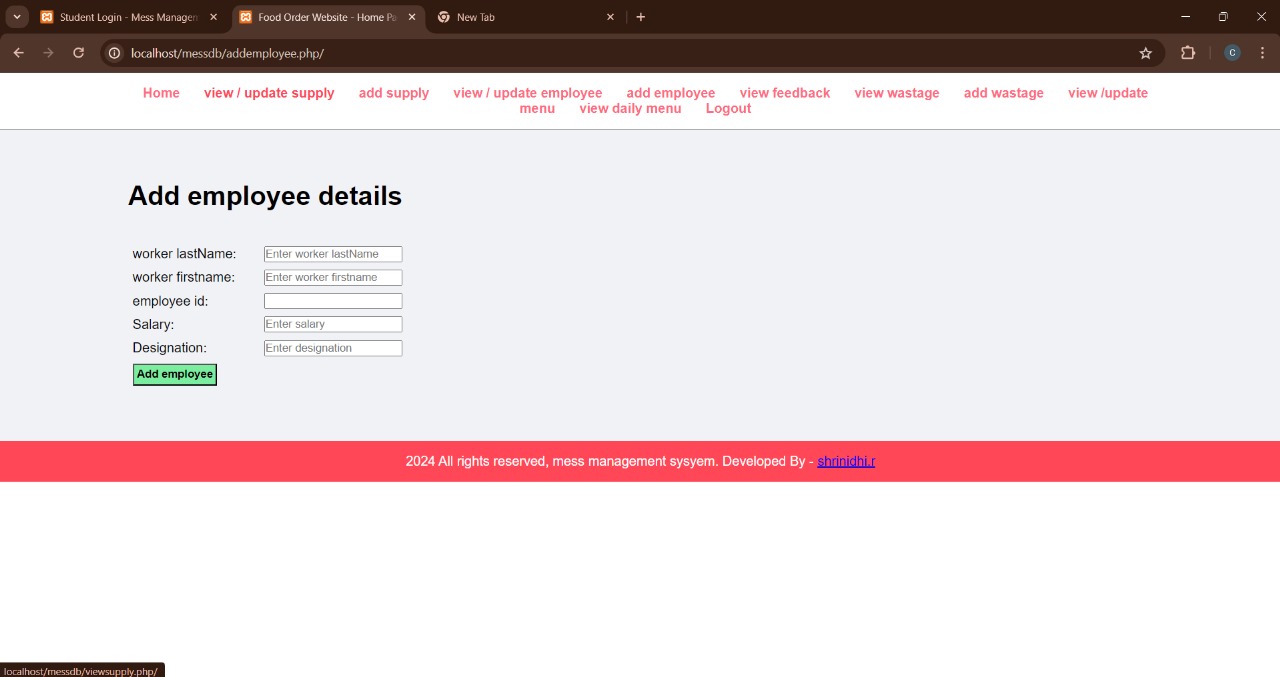 Student Login - Mess Managem
Food Order Website - Home Pa
New Tab
localhost/messdb/addemployee.php/
C
Home view / update supply add supply view / update employee add employee view feedback view wastage add wastage view /update
menu view daily menu Logout
Add employee details
worker lastName: Enter worker lastName
worker firstname: Enter worker firstname
employee id:
Salary: Enter salary
Designation: Enter designation
Add employee
2024 All rights reserved, mess management sysyem. Developed By - shrinidhi.r
localhost/messdb/viewsupply.php/